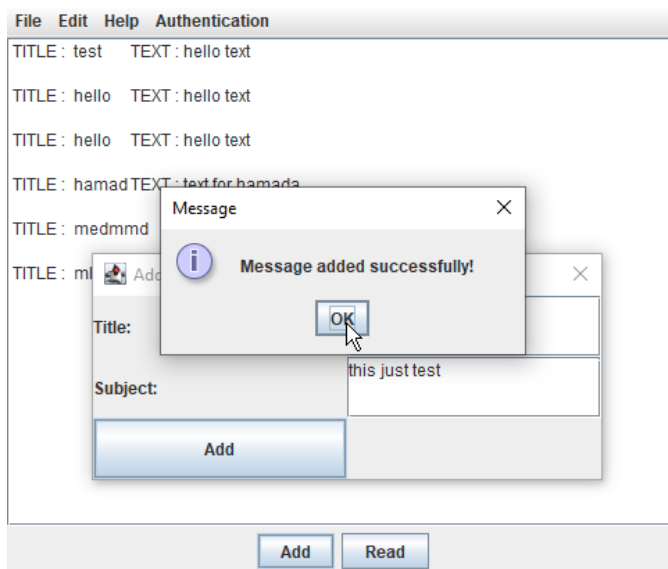 File Edit Help Authentication
TITLE : test TEXT : hello text
TITLE : hello TEXT : hello text
TITLE : hello TEXT : hello text
TITLE : hamad TEXT : text for hamada
TITLE : medmmd
TITLE :
Message
Message added successfully!
OK
Title:
this just test
Subject:
Add
Add Read